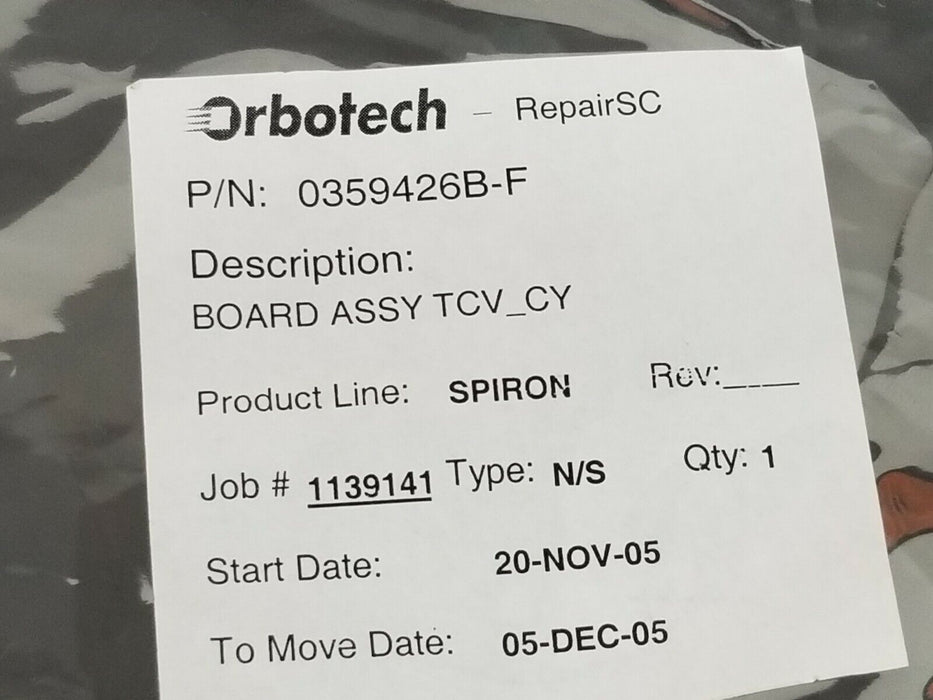 Orbotech – RepairSC
P/N: 0359426B-F
Description:
BOARD ASSY TCV_CY
Product Line: SPIRON Rev:____
Job # 1139141 Type: N/S Qty: 1
Start Date: 20-NOV-05
To Move Date: 05-DEC-05